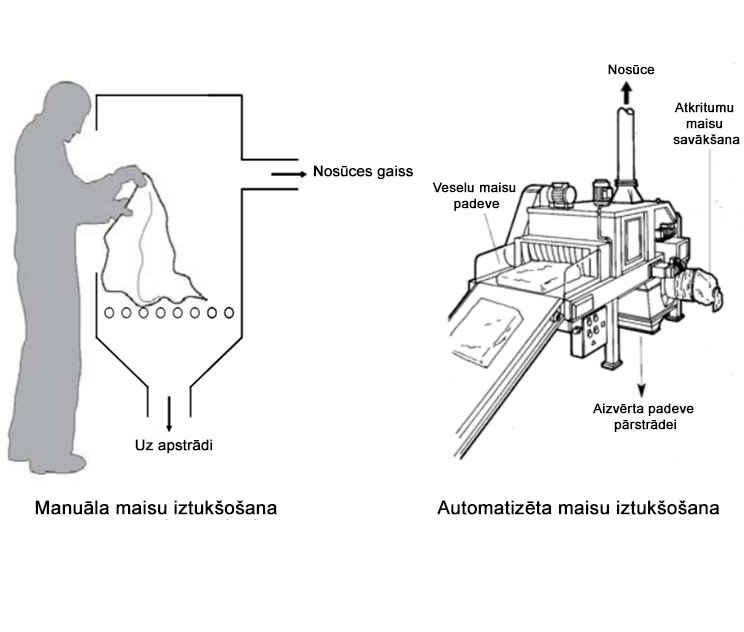 Nosūces gaiss
Uz apstrādi
Manuāla maisu iztukšošana
Nosūce
Atkritumu
maisu
savākšana
Veselu maisu
padeve
Aizvērta padeve
pārstrādei
Automatizēta maisu iztukšošana